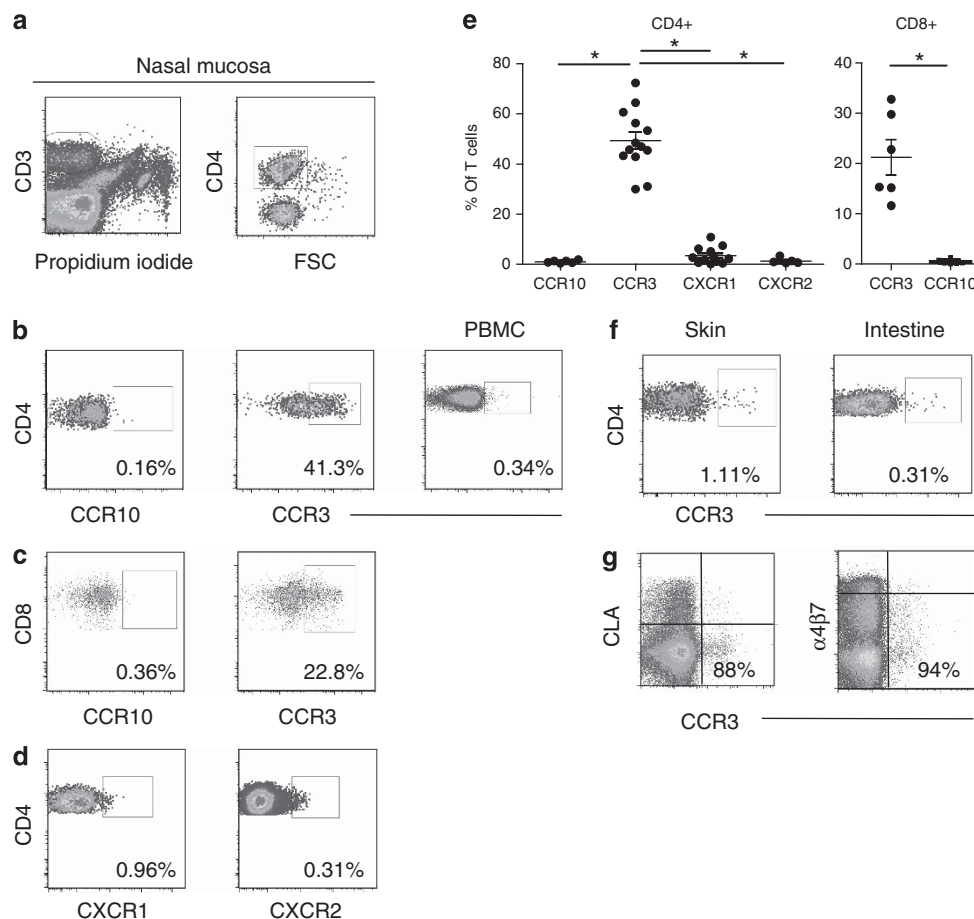 a
Nasal mucosa
CD3
CD4
Propidium iodide
FSC
e
CD4+
CD8+
* * *
*
% Of T cells
80
60
40
20
0
CCR10 CCR3 CXCR1 CXCR2
40
30
20
10
0
CCR3 CCR10
b
PBMC
CD4
0.16%
41.3%
0.34%
CCR10
CCR3
f
Skin
Intestine
CD4
1.11%
0.31%
CCR3
c
CD8
0.36%
22.8%
CCR10
CCR3
g
CLA
88%
α4β7
94%
CCR3
d
CD4
0.96%
0.31%
CXCR1
CXCR2